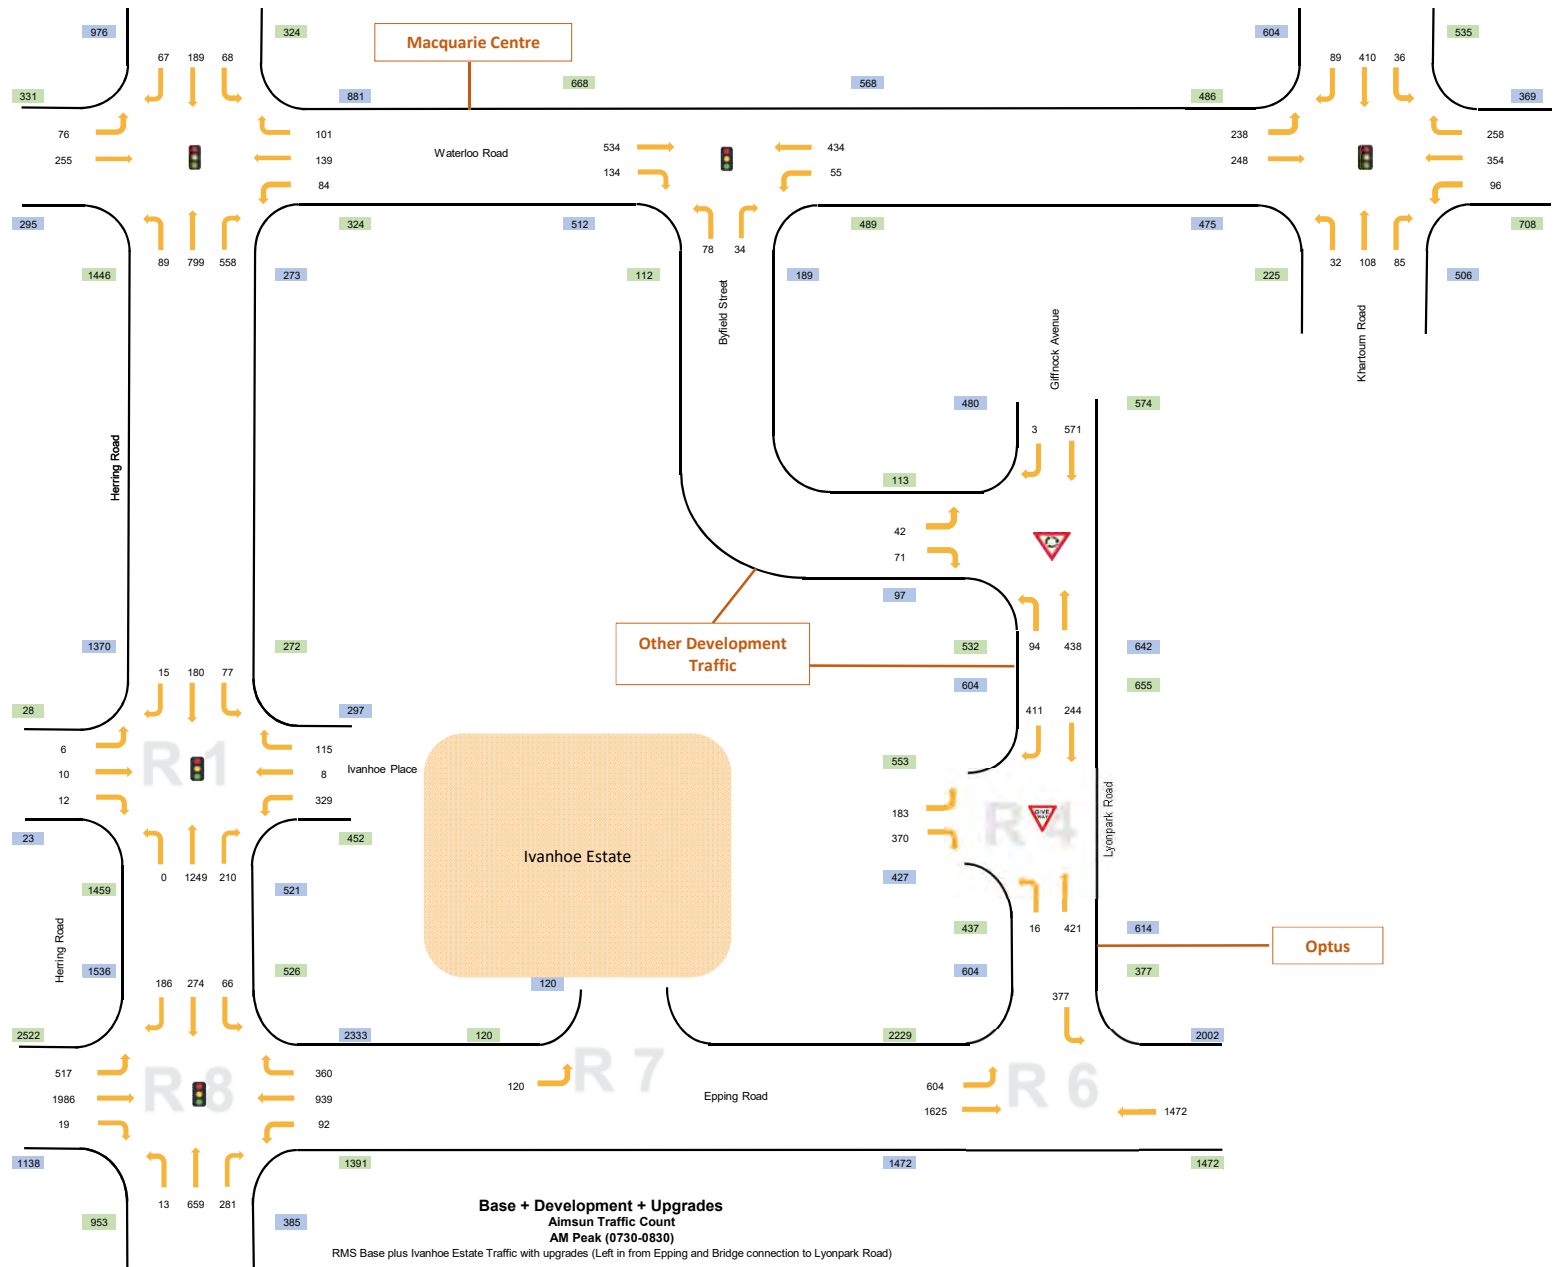 976
324
Macquarie Centre
604
535
67 189 68
89 410 36
331
881
668
568
486
369
76
255
101
139
84
Waterloo Road
534
134
434
55
238
248
258
354
96
295
324
512
489
475
708
89 799 558
78 34
32 108 85
1446
273
112
189
225
506
Byfield Street
Giffnock Avenue
Khartoum Road
480
574
3 571
Herring Road
113
42
71
97
Other Development
Traffic
1370
272
532
94 438
642
604
655
15 180 77
411 244
28
297
R 1
6
10
12
115
8
329
Ivanhoe Place
553
183
370
R 4
GIVE
WAY
Lyonpark Road
23
452
Ivanhoe Estate
0 1249 210
1459
521
427
Herring Road
437
16 421
614
Optus
1536
526
604
377
186 274 66
120
377
2522
2333
120
2229
2002
R 8
517
1986
19
360
939
92
120
R 7
Epping Road
604
1625
R 6
1472
1138
1391
1472
1472
13 659 281
953
385
Base + Development + Upgrades
Aimsun Traffic Count
AM Peak (0730-0830)
RMS Base plus Ivanhoe Estate Traffic with upgrades (Left in from Epping and Bridge connection to Lyonpark Road)